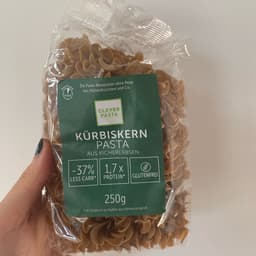 CLEVER
PASTA
KÜRBISKERN
PASTA
AUS KICHERERBSEN
-37%
LESS CARB*
1,7 x
PROTEIN*
GLUTENFREI
250g